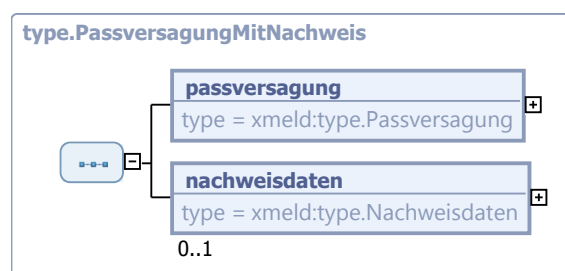 type.PassversagungMitNachweis
passversagung
type = xmeld:type.Passversagung
nachweisdaten
type = xmeld:type.Nachweisdaten
0..1